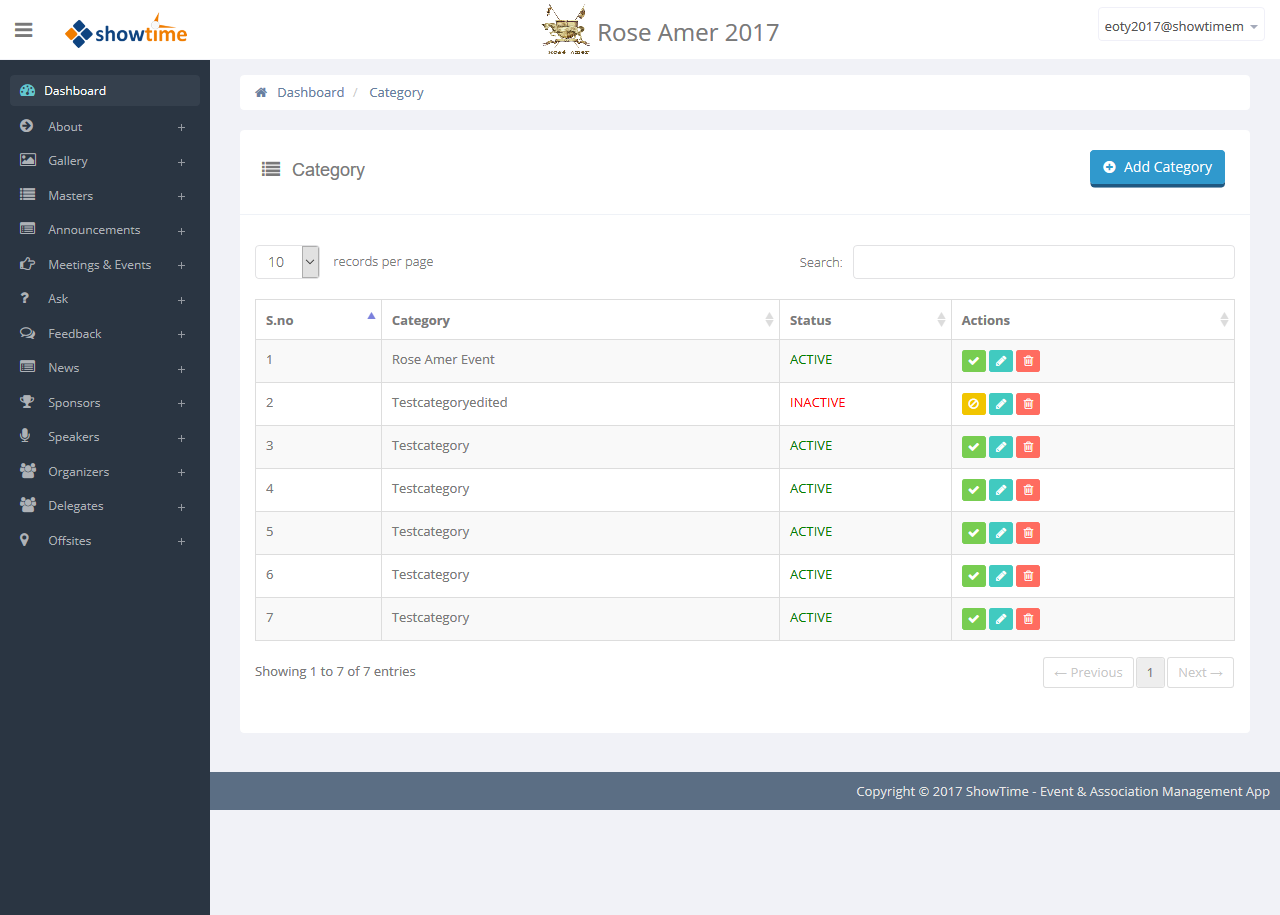 showtime
Rose Amer 2017
eoty2017@showtimem
Dashboard
About +
Gallery +
Masters +
Announcements +
Meetings & Events +
Ask +
Feedback +
News +
Sponsors +
Speakers +
Organizers +
Delegates +
Offsites +
Dashboard / Category
Category
Add Category
10 records per page
Search:
S.no Category Status Actions
1 Rose Amer Event ACTIVE
2 Testcategoryedited INACTIVE
3 Testcategory ACTIVE
4 Testcategory ACTIVE
5 Testcategory ACTIVE
6 Testcategory ACTIVE
7 Testcategory ACTIVE
Showing 1 to 7 of 7 entries
← Previous 1 Next →
Copyright © 2017 ShowTime - Event & Association Management App